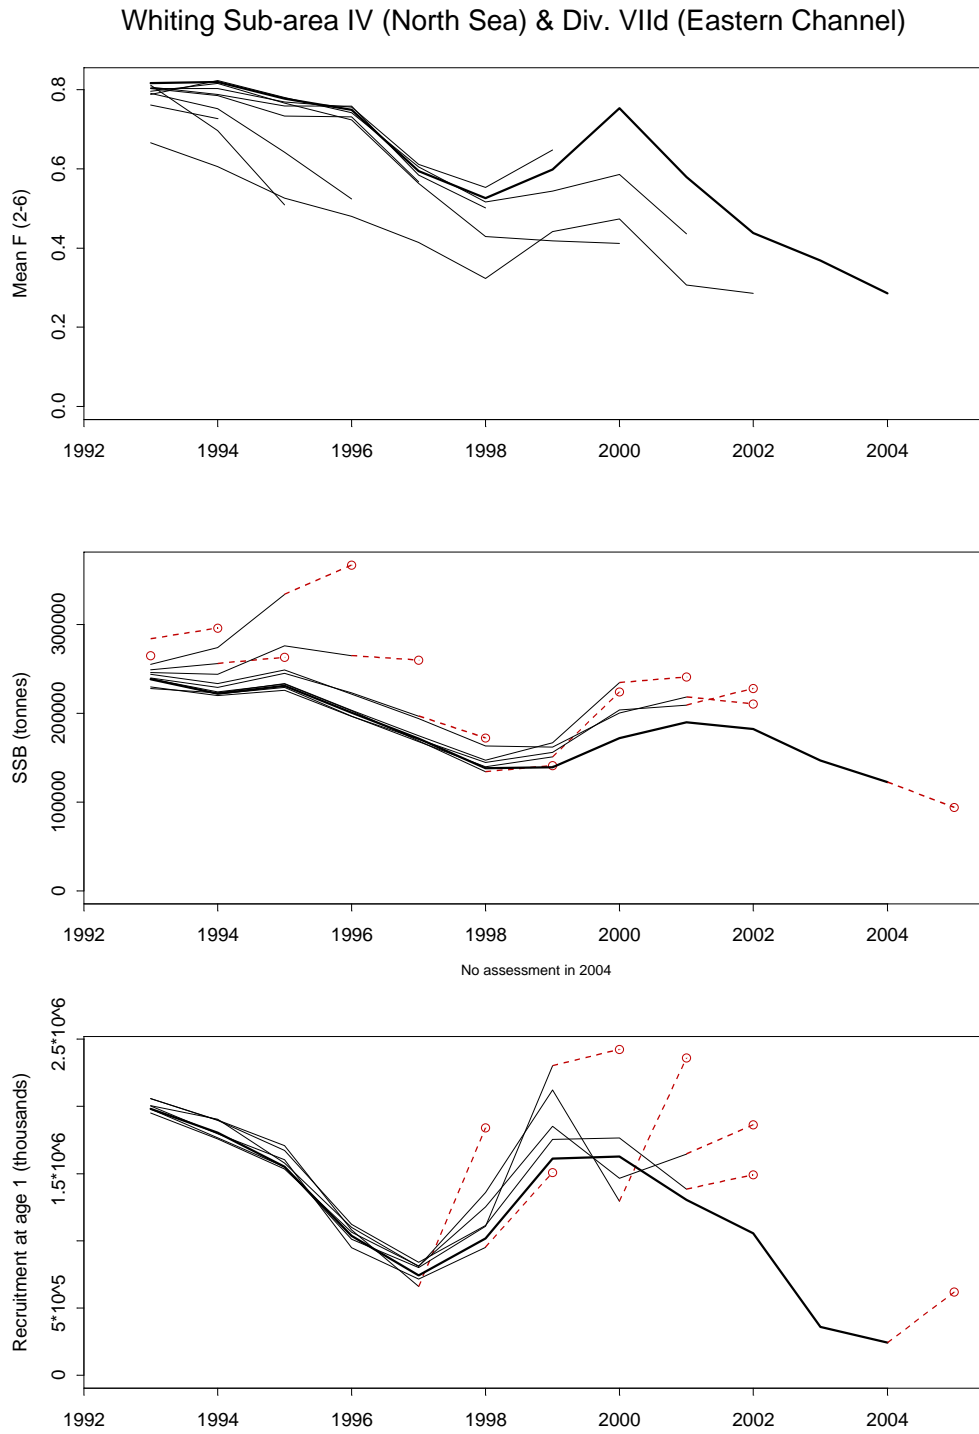 Whiting Sub-area IV (North Sea) & Div. VIId (Eastern Channel)
Mean F (2-6)
0.8
0.6
0.4
0.2
0.0
1992 1994 1996 1998 2000 2002 2004
SSB (tonnes)
300000
200000
100000
0
1992 1994 1996 1998 2000 2002 2004
No assessment in 2004
Recruitment at age 1 (thousands)
2.5*10^6
1.5*10^6
5*10^5
0
1992 1994 1996 1998 2000 2002 2004